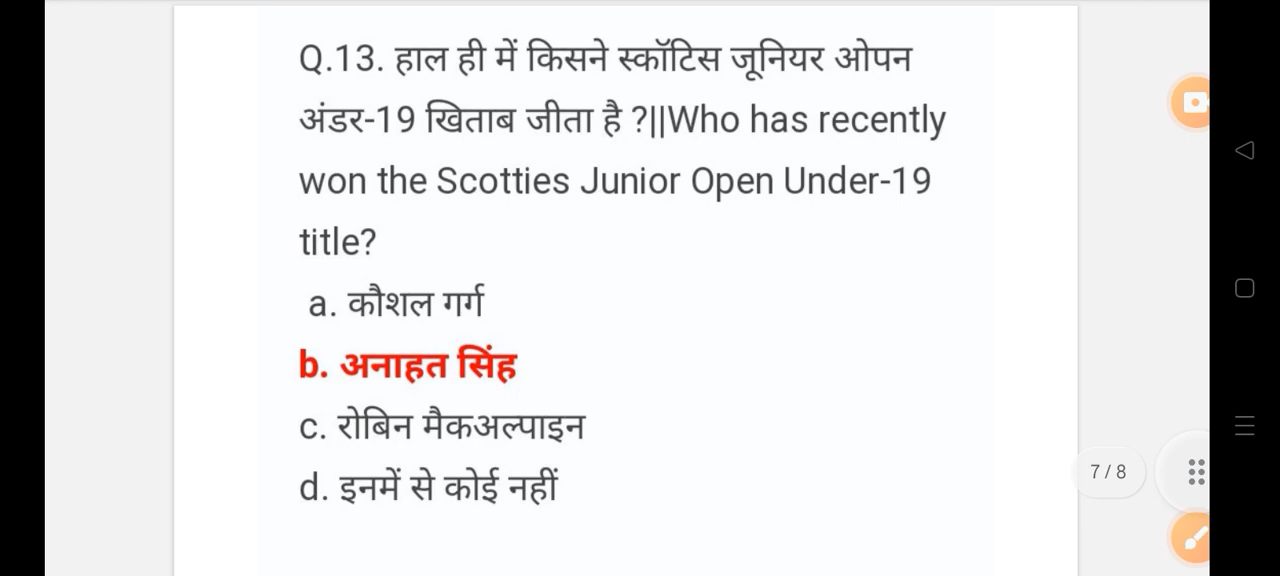 Q.13. हाल ही में किसने स्कॉटिस जूनियर ओपन
अंडर-19 खिताब जीता है ?||Who has recently
won the Scotties Junior Open Under-19
title?
a. कौशल गर्ग
b. अनाहत सिंह
c. रोबिन मैकअल्पाइन
d. इनमें से कोई नहीं
7 / 8